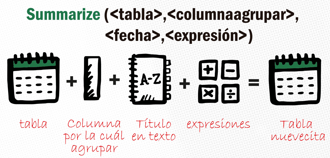 Summarize (<tabla>,<columnaagrupar>,
<fecha>,<expresión>)
A-Z
+ + + =
tabla
Columna
por la cuál
agrupar
Título
en texto
expresiones
Tabla
nuevecita